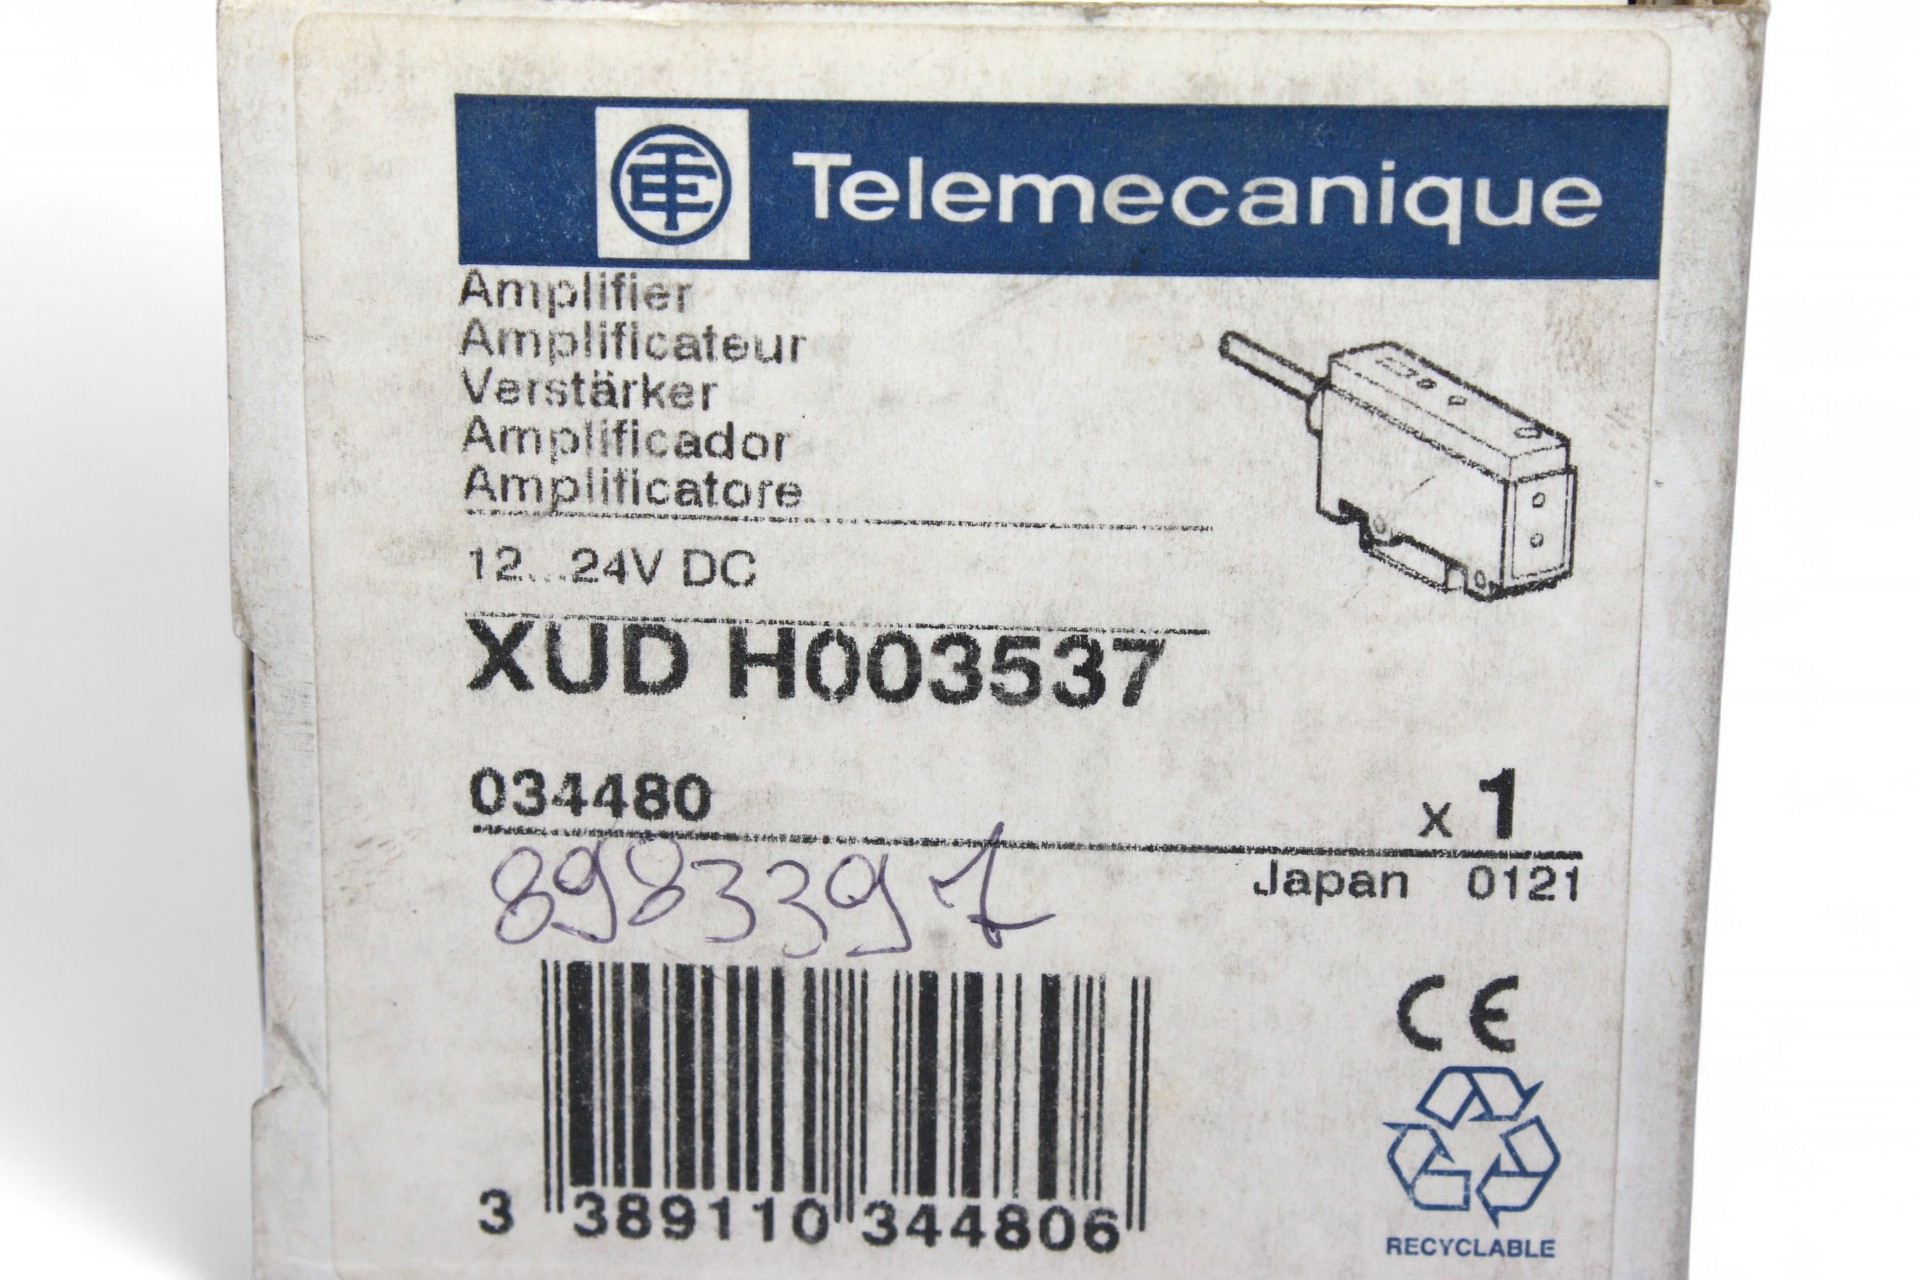 Telemecanique
Amplifier
Amplificateur
Verstärker
Amplificador
Amplificatore
12...24V DC
XUD H003537
034480
x 1
Japan 0121
8983391
CE
3 389110 344806
RECYCLABLE